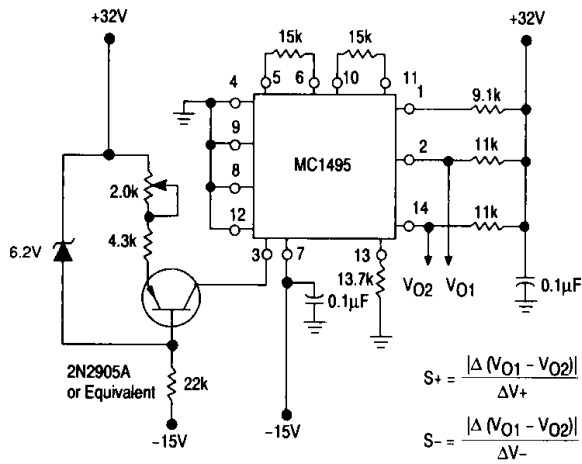 +32V
+32V
15k
15k
4
5
6
10
11
1
9.1k
9
2
11k
MC1495
2.0k
8
14
11k
6.2V
4.3k
12
3
7
13
13.7k
0.1μF
VO2
VO1
0.1μF
2N2905A
or Equivalent
22k
–15V
–15V
S+ = |Δ (VO1 – VO2)| / ΔV+
S– = |Δ (VO1 – VO2)| / ΔV–